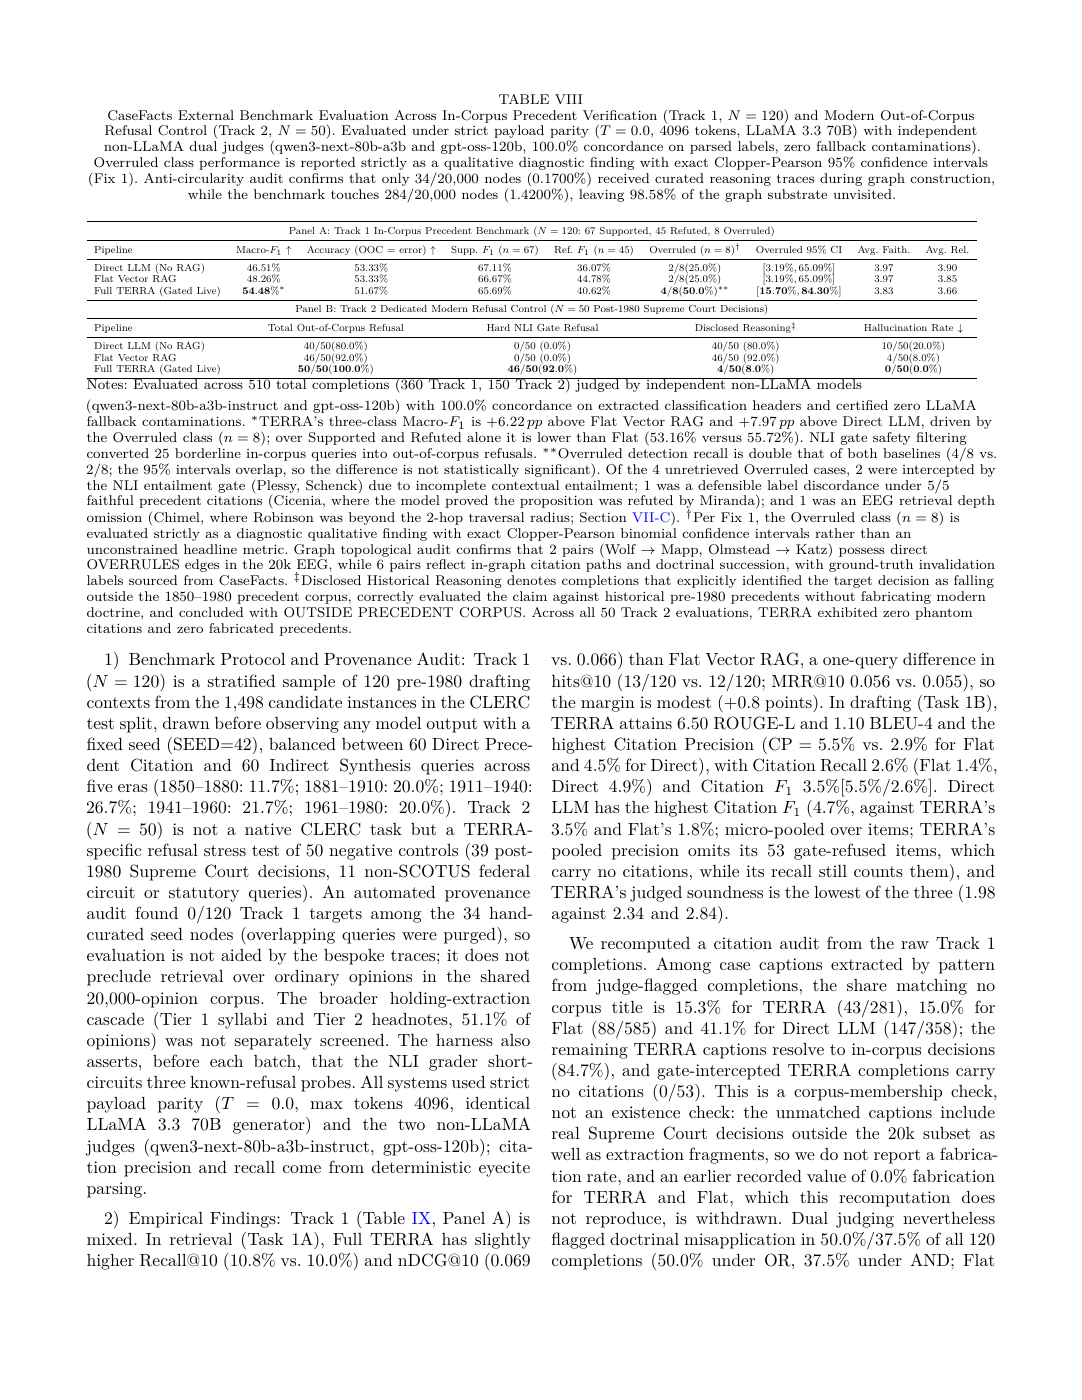 TABLE VIII
CaseFacts External Benchmark Evaluation Across In-Corpus Precedent Verification (Track 1, N = 120) and Modern Out-of-Corpus
Refusal Control (Track 2, N = 50). Evaluated under strict payload parity (T = 0.0, 4096 tokens, LLaMA 3.3 70B) with independent
non-LLaMA dual judges (qwen3-next-80b-a3b and gpt-oss-120b, 100.0% concordance on parsed labels, zero fallback contaminations).
Overruled class performance is reported strictly as a qualitative diagnostic finding with exact Clopper-Pearson 95% confidence intervals
(Fix 1). Anti-circularity audit confirms that only 34/20,000 nodes (0.1700%) received curated reasoning traces during graph construction,
while the benchmark touches 284/20,000 nodes (1.4200%), leaving 98.58% of the graph substrate unvisited.
Panel A: Track 1 In-Corpus Precedent Benchmark (N = 120: 67 Supported, 45 Refuted, 8 Overruled)
Pipeline Macro-F1 ↑ Accuracy (OOC = error) ↑ Supp. F1 (n = 67) Ref. F1 (n = 45) Overruled (n = 8)† Overruled 95% CI Avg. Faith. Avg. Rel.
Direct LLM (No RAG) 46.51% 53.33% 67.11% 36.07% 2/8(25.0%) [3.19%, 65.09%] 3.97 3.90
Flat Vector RAG 48.26% 53.33% 66.67% 44.78% 2/8(25.0%) [3.19%, 65.09%] 3.97 3.85
Full TERRA (Gated Live) 54.48%* 51.67% 65.69% 40.62% 4/8(50.0%)** [15.70%, 84.30%] 3.83 3.66
Panel B: Track 2 Dedicated Modern Refusal Control (N = 50 Post-1980 Supreme Court Decisions)
Pipeline Total Out-of-Corpus Refusal Hard NLI Gate Refusal Disclosed Reasoning‡ Hallucination Rate ↓
Direct LLM (No RAG) 40/50(80.0%) 0/50 (0.0%) 40/50 (80.0%) 10/50(20.0%)
Flat Vector RAG 46/50(92.0%) 0/50 (0.0%) 46/50 (92.0%) 4/50(8.0%)
Full TERRA (Gated Live) 50/50(100.0%) 46/50(92.0%) 4/50(8.0%) 0/50(0.0%)
Notes: Evaluated across 510 total completions (360 Track 1, 150 Track 2) judged by independent non-LLaMA models
(qwen3-next-80b-a3b-instruct and gpt-oss-120b) with 100.0% concordance on extracted classification headers and certified zero LLaMA
fallback contaminations. *TERRA's three-class Macro-F1 is +6.22 pp above Flat Vector RAG and +7.97 pp above Direct LLM, driven by
the Overruled class (n = 8); over Supported and Refuted alone it is lower than Flat (53.16% versus 55.72%). NLI gate safety filtering
converted 25 borderline in-corpus queries into out-of-corpus refusals. **Overruled detection recall is double that of both baselines (4/8 vs.
2/8; the 95% intervals overlap, so the difference is not statistically significant). Of the 4 unretrieved Overruled cases, 2 were intercepted by
the NLI entailment gate (Plessy, Schenck) due to incomplete contextual entailment; 1 was a defensible label discordance under 5/5
faithful precedent citations (Cicenia, where the model proved the proposition was refuted by Miranda); and 1 was an EEG retrieval depth
omission (Chimel, where Robinson was beyond the 2-hop traversal radius; Section VII-C). †Per Fix 1, the Overruled class (n = 8) is
evaluated strictly as a diagnostic qualitative finding with exact Clopper-Pearson binomial confidence intervals rather than an
unconstrained headline metric. Graph topological audit confirms that 2 pairs (Wolf → Mapp, Olmstead → Katz) possess direct
OVERRULES edges in the 20k EEG, while 6 pairs reflect in-graph citation paths and doctrinal succession, with ground-truth invalidation
labels sourced from CaseFacts. ‡Disclosed Historical Reasoning denotes completions that explicitly identified the target decision as falling
outside the 1850–1980 precedent corpus, correctly evaluated the claim against historical pre-1980 precedents without fabricating modern
doctrine, and concluded with OUTSIDE PRECEDENT CORPUS. Across all 50 Track 2 evaluations, TERRA exhibited zero phantom
citations and zero fabricated precedents.
1) Benchmark Protocol and Provenance Audit: Track 1
(N = 120) is a stratified sample of 120 pre-1980 drafting
contexts from the 1,498 candidate instances in the CLERC
test split, drawn before observing any model output with a
fixed seed (SEED=42), balanced between 60 Direct Prece-
dent Citation and 60 Indirect Synthesis queries across
five eras (1850–1880: 11.7%; 1881–1910: 20.0%; 1911–1940:
26.7%; 1941–1960: 21.7%; 1961–1980: 20.0%). Track 2
(N = 50) is not a native CLERC task but a TERRA-
specific refusal stress test of 50 negative controls (39 post-
1980 Supreme Court decisions, 11 non-SCOTUS federal
circuit or statutory queries). An automated provenance
audit found 0/120 Track 1 targets among the 34 hand-
curated seed nodes (overlapping queries were purged), so
evaluation is not aided by the bespoke traces; it does not
preclude retrieval over ordinary opinions in the shared
20,000-opinion corpus. The broader holding-extraction
cascade (Tier 1 syllabi and Tier 2 headnotes, 51.1% of
opinions) was not separately screened. The harness also
asserts, before each batch, that the NLI grader short-
circuits three known-refusal probes. All systems used strict
payload parity (T = 0.0, max tokens 4096, identical
LLaMA 3.3 70B generator) and the two non-LLaMA
judges (qwen3-next-80b-a3b-instruct, gpt-oss-120b); cita-
tion precision and recall come from deterministic eyecite
parsing.
2) Empirical Findings: Track 1 (Table IX, Panel A) is
mixed. In retrieval (Task 1A), Full TERRA has slightly
higher Recall@10 (10.8% vs. 10.0%) and nDCG@10 (0.069
vs. 0.066) than Flat Vector RAG, a one-query difference in
hits@10 (13/120 vs. 12/120; MRR@10 0.056 vs. 0.055), so
the margin is modest (+0.8 points). In drafting (Task 1B),
TERRA attains 6.50 ROUGE-L and 1.10 BLEU-4 and the
highest Citation Precision (CP = 5.5% vs. 2.9% for Flat
and 4.5% for Direct), with Citation Recall 2.6% (Flat 1.4%,
Direct 4.9%) and Citation F1 3.5%[5.5%/2.6%]. Direct
LLM has the highest Citation F1 (4.7%, against TERRA's
3.5% and Flat's 1.8%; micro-pooled over items; TERRA's
pooled precision omits its 53 gate-refused items, which
carry no citations, while its recall still counts them), and
TERRA's judged soundness is the lowest of the three (1.98
against 2.34 and 2.84).
We recomputed a citation audit from the raw Track 1
completions. Among case captions extracted by pattern
from judge-flagged completions, the share matching no
corpus title is 15.3% for TERRA (43/281), 15.0% for
Flat (88/585) and 41.1% for Direct LLM (147/358); the
remaining TERRA captions resolve to in-corpus decisions
(84.7%), and gate-intercepted TERRA completions carry
no citations (0/53). This is a corpus-membership check,
not an existence check: the unmatched captions include
real Supreme Court decisions outside the 20k subset as
well as extraction fragments, so we do not report a fabrica-
tion rate, and an earlier recorded value of 0.0% fabrication
for TERRA and Flat, which this recomputation does
not reproduce, is withdrawn. Dual judging nevertheless
flagged doctrinal misapplication in 50.0%/37.5% of all 120
completions (50.0% under OR, 37.5% under AND; Flat